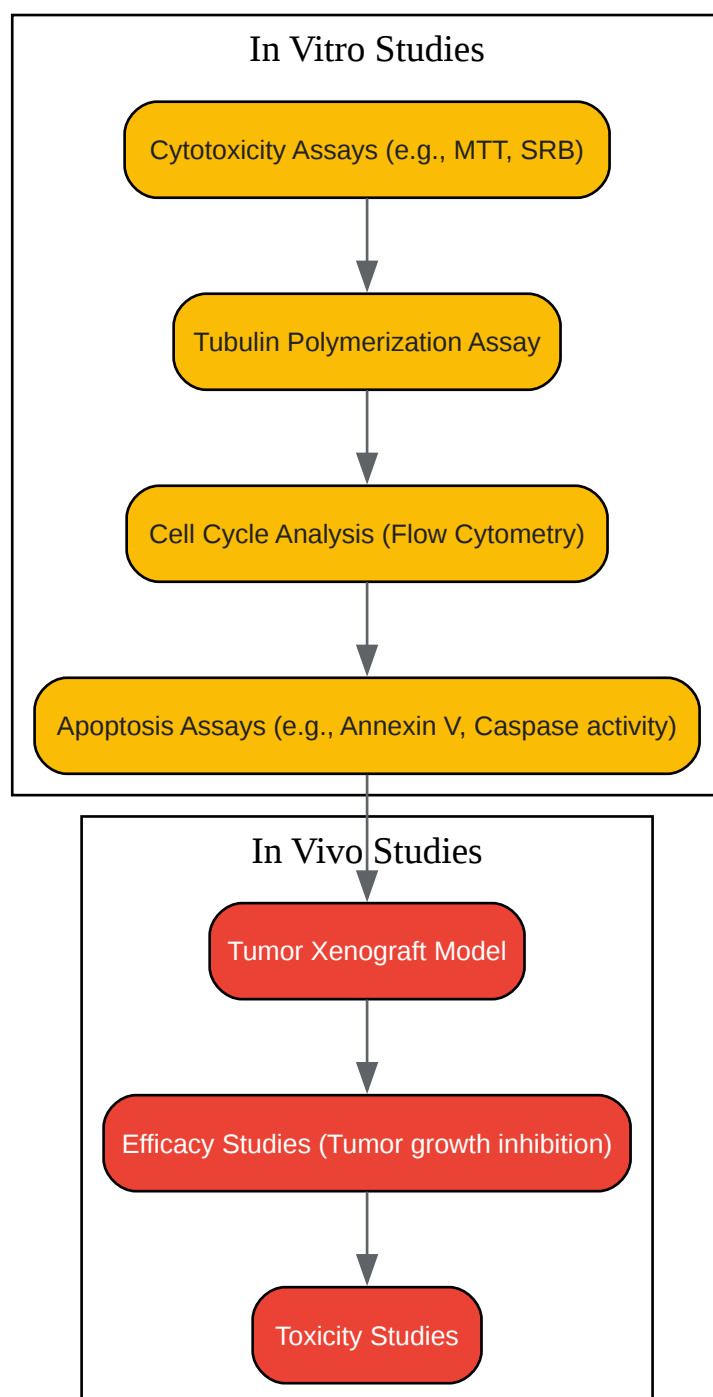 In Vitro Studies
Cytotoxicity Assays (e.g., MTT, SRB)
Tubulin Polymerization Assay
Cell Cycle Analysis (Flow Cytometry)
Apoptosis Assays (e.g., Annexin V, Caspase activity)
In Vivo Studies
Tumor Xenograft Model
Efficacy Studies (Tumor growth inhibition)
Toxicity Studies